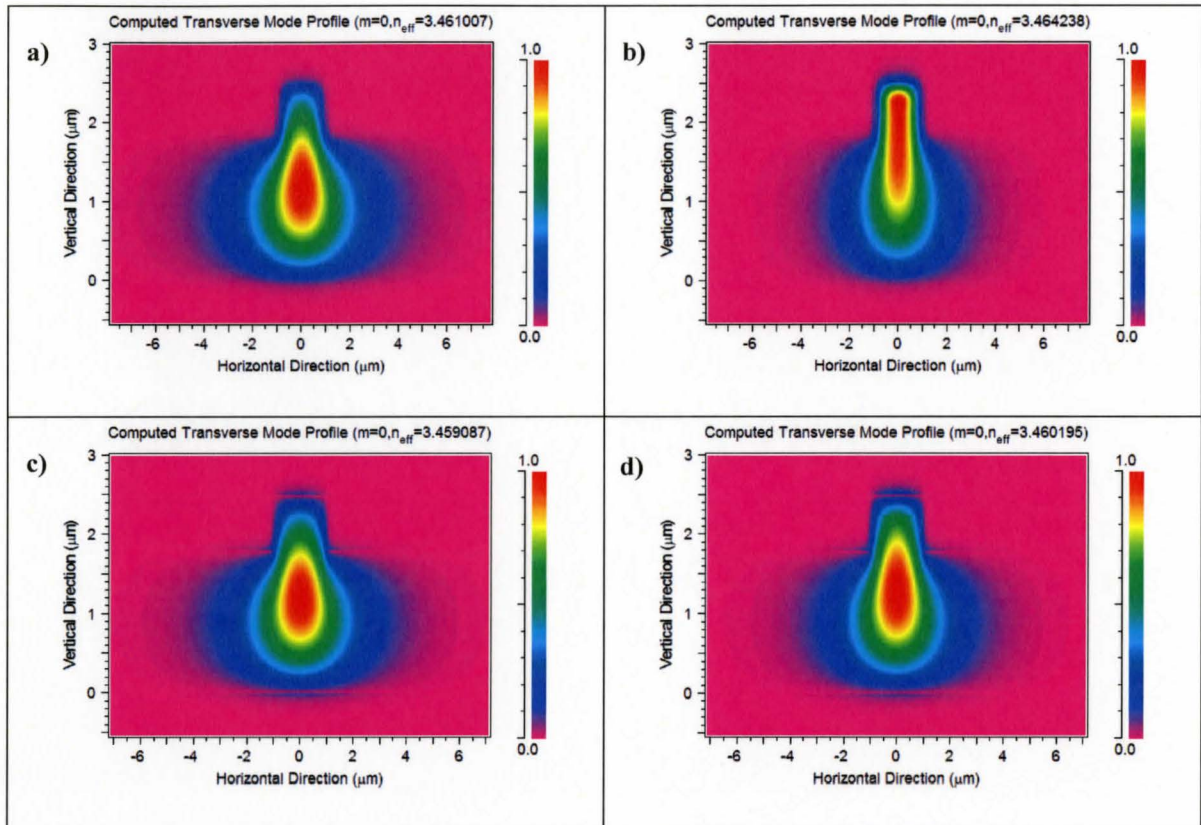 a)
Computed Transverse Mode Profile (m=0,neff=3.461007)
Vertical Direction (µm)
3
2
1
0
-6 -4 -2 0 2 4 6
Horizontal Direction (µm)
1.0
0.0
b)
Computed Transverse Mode Profile (m=0,neff=3.464238)
Vertical Direction (µm)
3
2
1
0
-6 -4 -2 0 2 4 6
Horizontal Direction (µm)
1.0
0.0
c)
Computed Transverse Mode Profile (m=0,neff=3.459087)
Vertical Direction (µm)
3
2
1
0
-6 -4 -2 0 2 4 6
Horizontal Direction (µm)
1.0
0.0
d)
Computed Transverse Mode Profile (m=0,neff=3.460195)
Vertical Direction (µm)
3
2
1
0
-6 -4 -2 0 2 4 6
Horizontal Direction (µm)
1.0
0.0